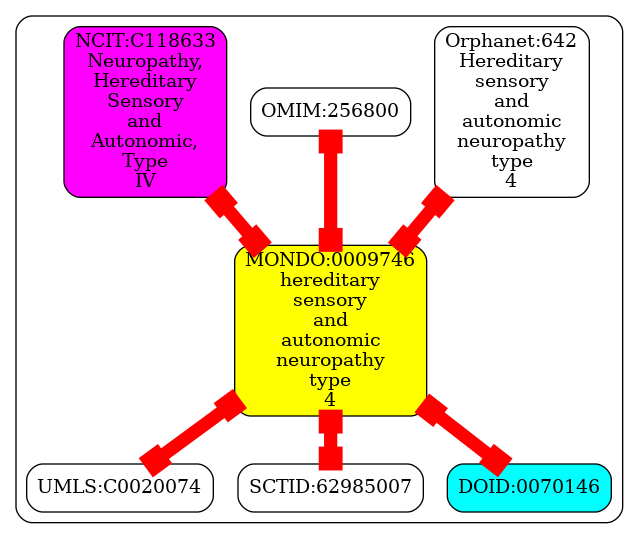 NCIT:C118633
Neuropathy,
Hereditary
Sensory
and
Autonomic,
Type
IV
OMIM:256800
Orphanet:642
Hereditary
sensory
and
autonomic
neuropathy
type
4
MONDO:0009746
hereditary
sensory
and
autonomic
neuropathy
type
4
UMLS:C0020074
SCTID:62985007
DOID:0070146